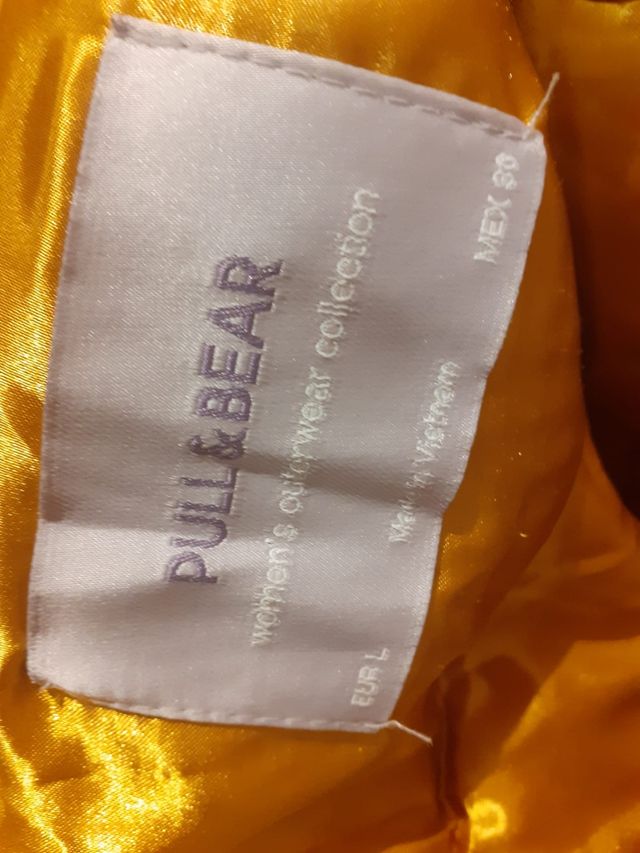 PULL&BEAR
women's outerwear collection
Made in Vietnam
EUR L MEX 30